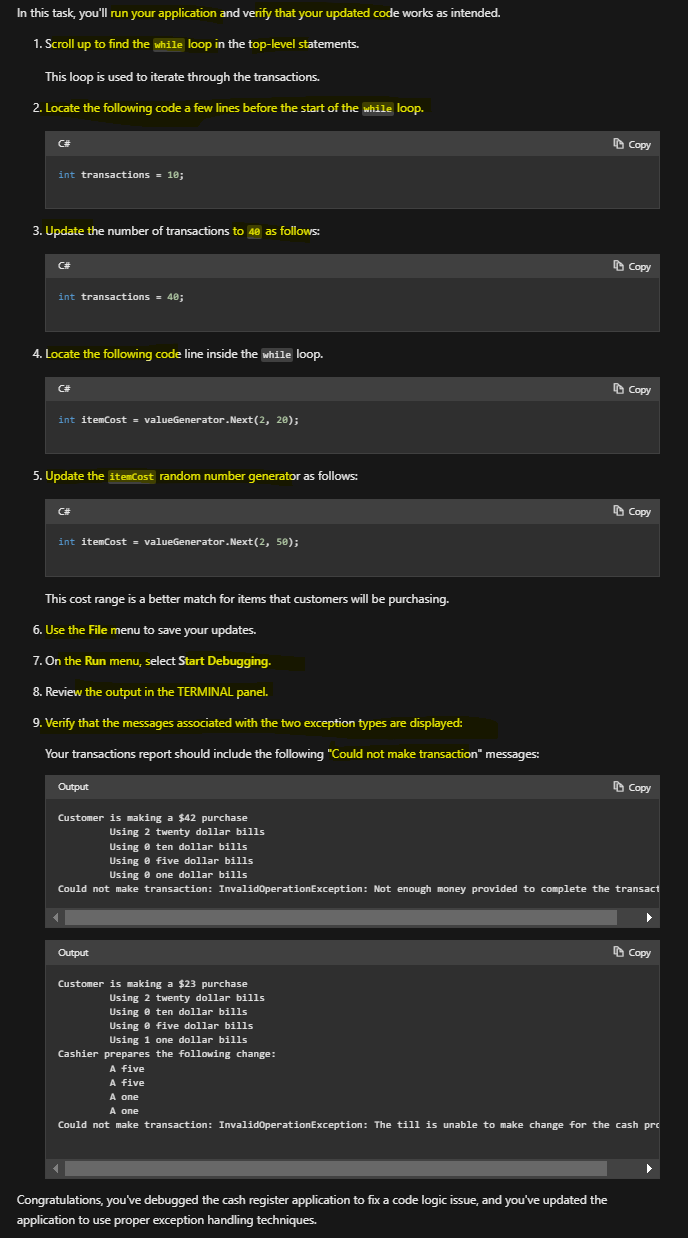 In this task, you'll run your application and verify that your updated code works as intended.
1. Scroll up to find the while loop in the top-level statements.
This loop is used to iterate through the transactions.
2. Locate the following code a few lines before the start of the while loop.
C#
Copy
int transactions = 10;
3. Update the number of transactions to 40 as follows:
C#
Copy
int transactions = 40;
4. Locate the following code line inside the while loop.
C#
Copy
int itemCost = valueGenerator.Next(2, 20);
5. Update the itemCost random number generator as follows:
C#
Copy
int itemCost = valueGenerator.Next(2, 50);
This cost range is a better match for items that customers will be purchasing.
6. Use the File menu to save your updates.
7. On the Run menu, select Start Debugging.
8. Review the output in the TERMINAL panel.
9. Verify that the messages associated with the two exception types are displayed:
Your transactions report should include the following "Could not make transaction" messages:
Output
Copy
Customer is making a $42 purchase
Using 2 twenty dollar bills
Using 0 ten dollar bills
Using 0 five dollar bills
Using 0 one dollar bills
Could not make transaction: InvalidOperationException: Not enough money provided to complete the transact
Output
Copy
Customer is making a $23 purchase
Using 2 twenty dollar bills
Using 0 ten dollar bills
Using 0 five dollar bills
Using 1 one dollar bills
Cashier prepares the following change:
A five
A five
A one
A one
Could not make transaction: InvalidOperationException: The till is unable to make change for the cash pro
Congratulations, you've debugged the cash register application to fix a code logic issue, and you've updated the
application to use proper exception handling techniques.